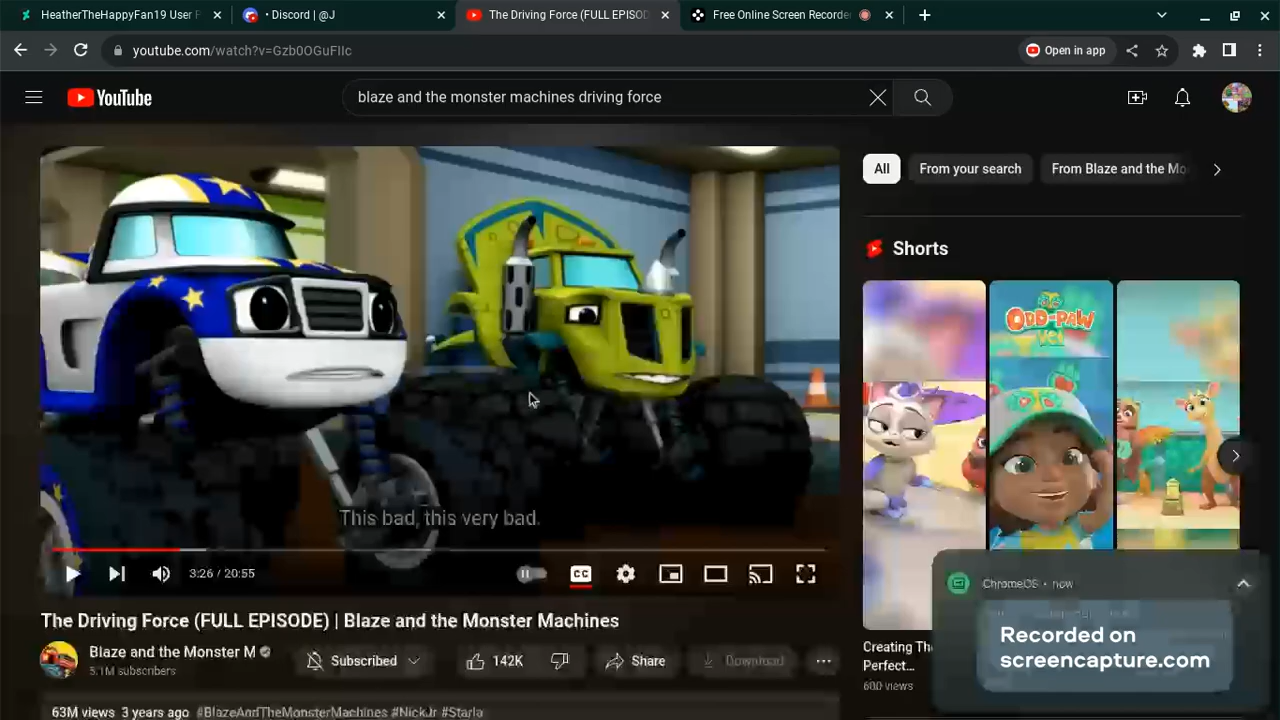 HeatherTheHappyFan19 User P
• Discord | @J
The Driving Force (FULL EPISOD
Free Online Screen Recorder
youtube.com/watch?v=Gzb0OGuFIIc
Open in app
YouTube
blaze and the monster machines driving force
All
From your search
From Blaze and the Mo
Shorts
ODD-PAW
This bad, this very bad.
3:26 / 20:55
CC
ChromeOS • now
Recorded on
screencapture.com
The Driving Force (FULL EPISODE) | Blaze and the Monster Machines
Blaze and the Monster M
5.1M subscribers
Subscribed
142K
Share
Download
Creating The
Perfect...
600 views
63M views 3 years ago #BlazeAndTheMonsterMachines #NickJr #Starla